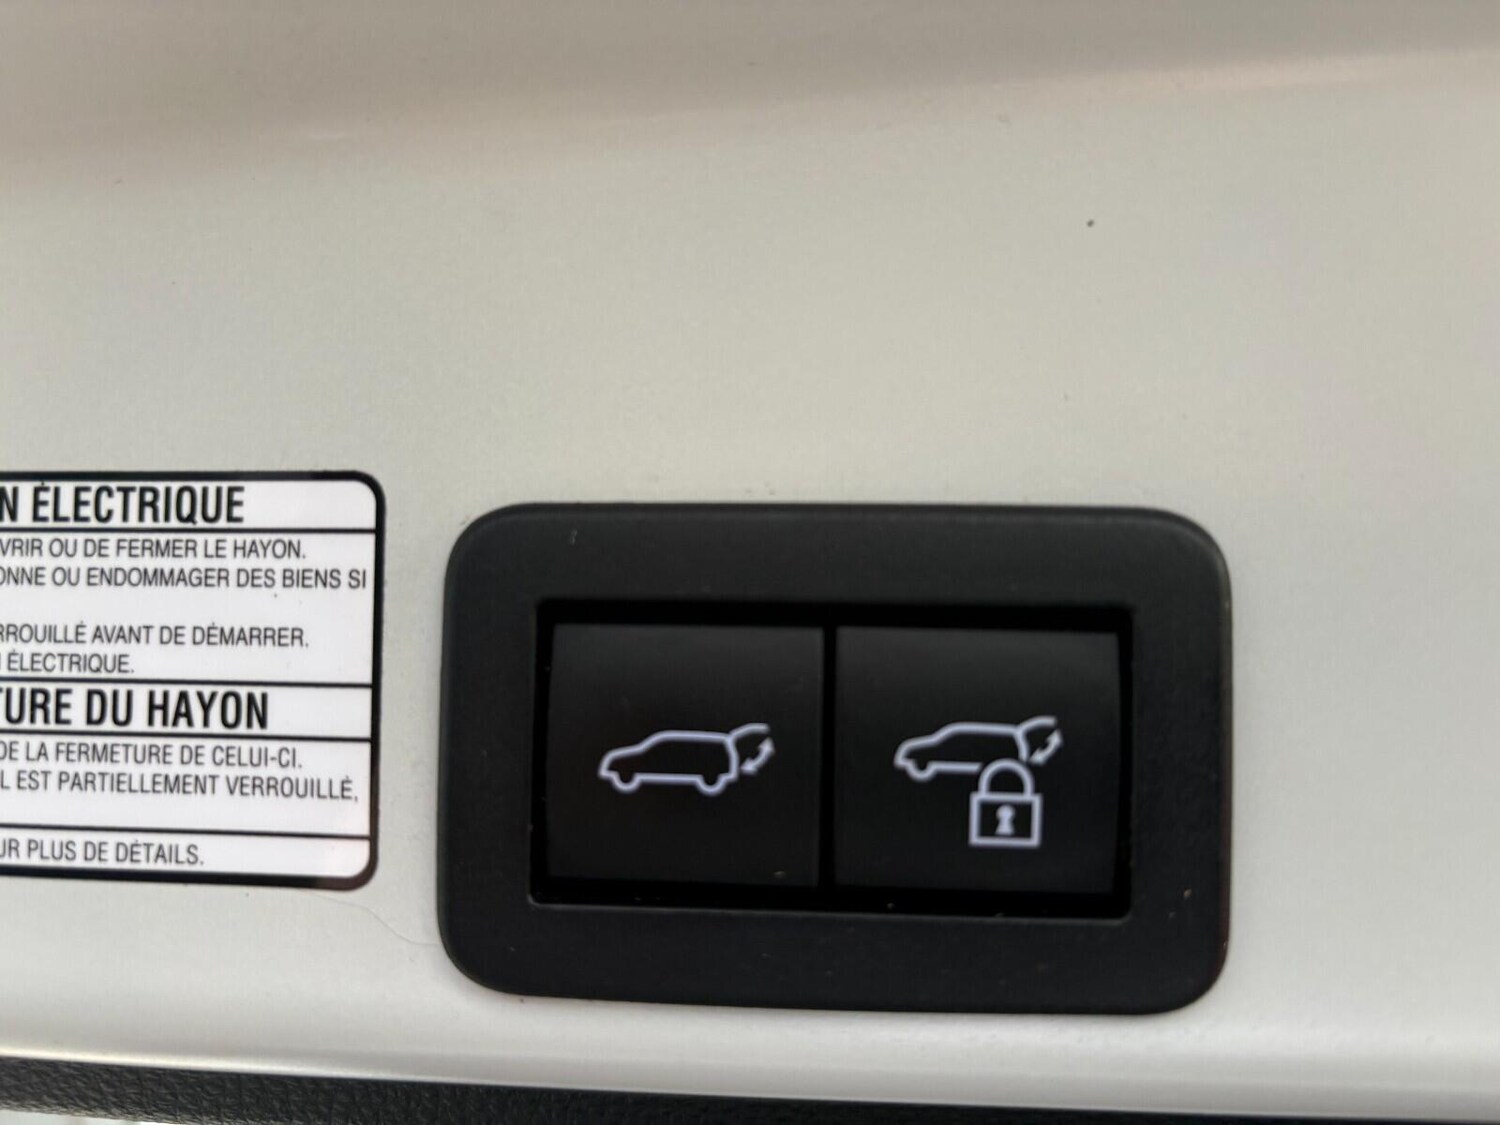 N ÉLECTRIQUE
VRIR OU DE FERMER LE HAYON.
ONNE OU ENDOMMAGER DES BIENS SI
RROUILLÉ AVANT DE DÉMARRER.
ÉLECTRIQUE.
TURE DU HAYON
DE LA FERMETURE DE CELUI-CI.
L EST PARTIELLEMENT VERROUILLÉ,
UR PLUS DE DÉTAILS.